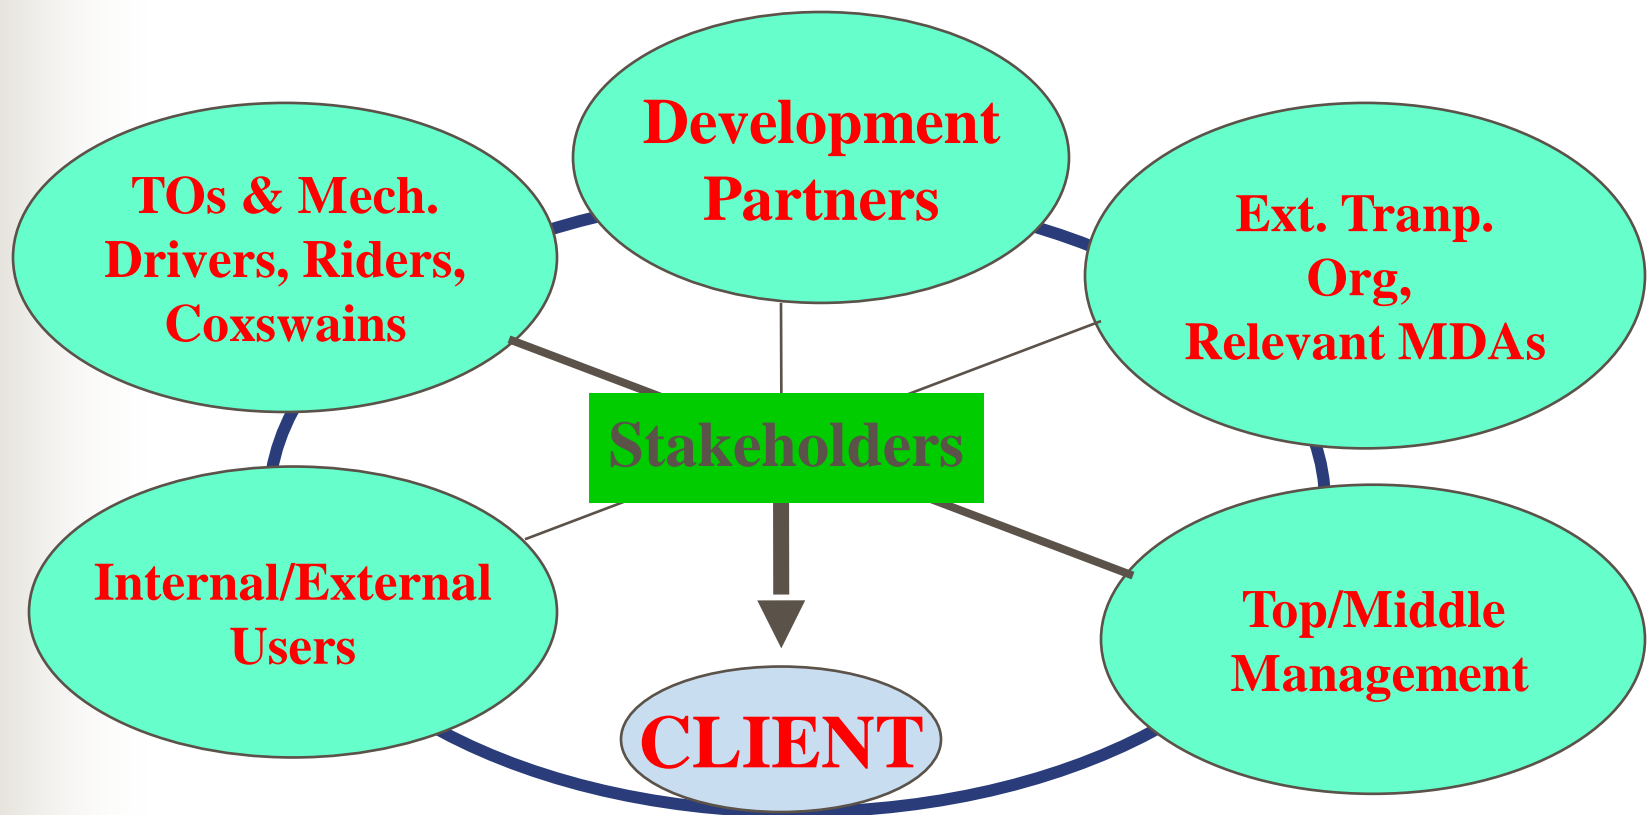 Development
Partners
TOs & Mech.
Drivers, Riders,
Coxswains
Ext. Tranp.
Org,
Relevant MDAs
Stakeholders
Internal/External
Users
Top/Middle
Management
CLIENT